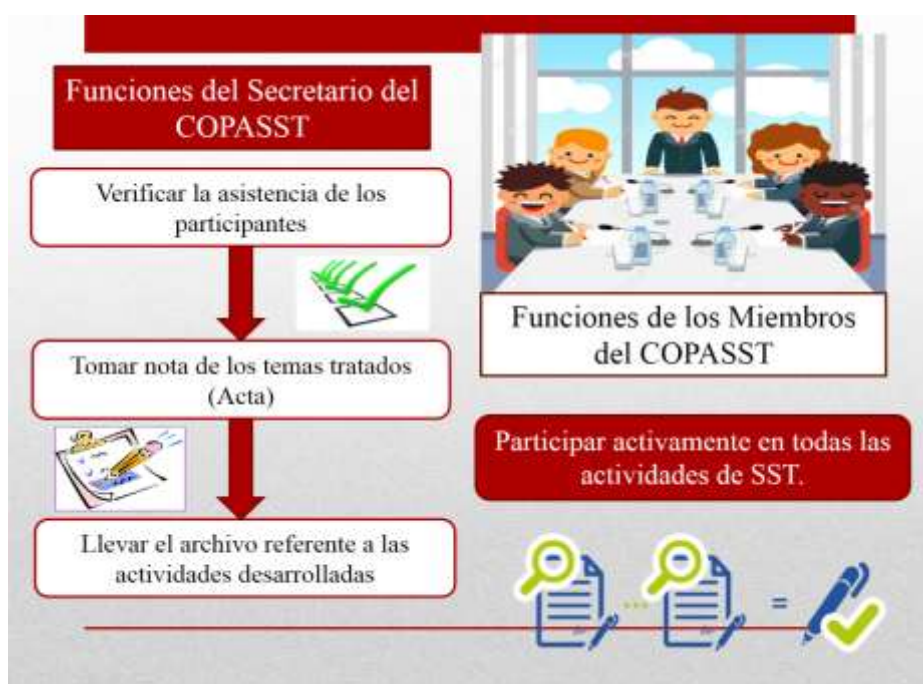 Funciones del Secretario del
COPASST
Verificar la asistencia de los
participantes
Tomar nota de los temas tratados
(Acta)
Llevar el archivo referente a las
actividades desarrolladas
Funciones de los Miembros
del COPASST
Participar activamente en todas las
actividades de SST.
=